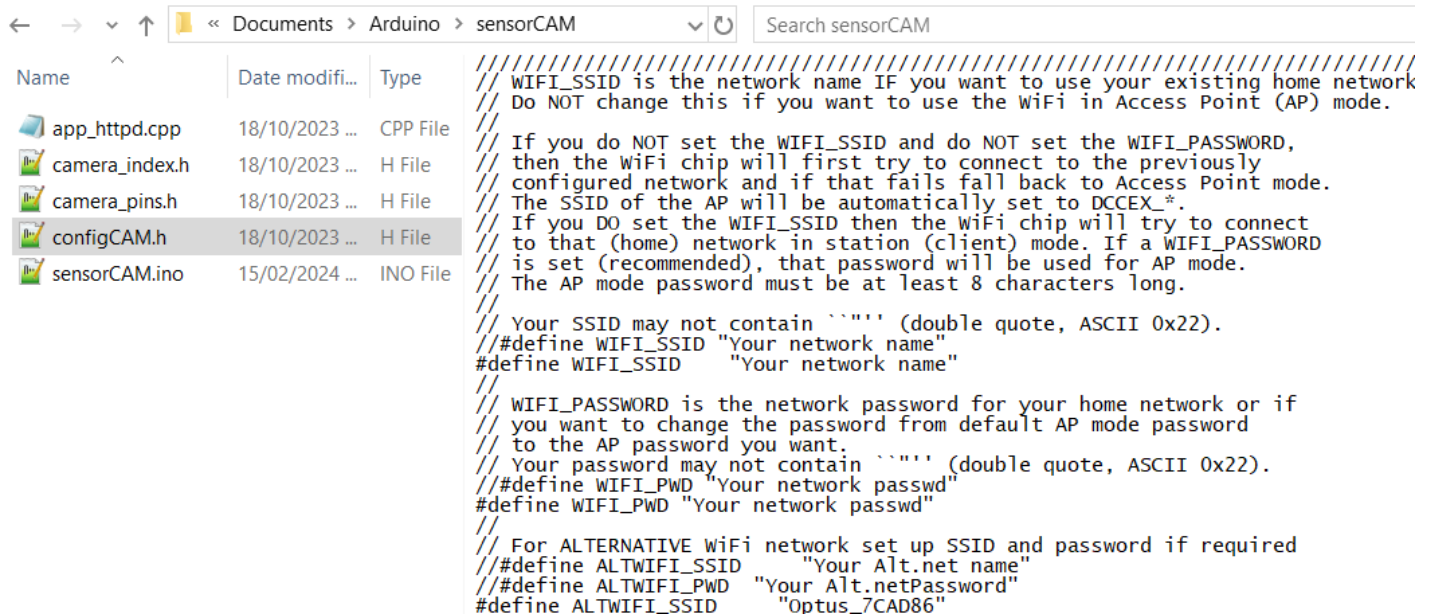 « Documents > Arduino > sensorCAM
Search sensorCAM
Name Date modifi... Type
app_httpd.cpp 18/10/2023 ... CPP File
camera_index.h 18/10/2023 ... H File
camera_pins.h 18/10/2023 ... H File
configCAM.h 18/10/2023 ... H File
sensorCAM.ino 15/02/2024 ... INO File
////////////////////////////////////////////////////////////////////////////////
// WIFI_SSID is the network name IF you want to use your existing home network
// Do NOT change this if you want to use the WiFi in Access Point (AP) mode.
//
// If you do NOT set the WIFI_SSID and do NOT set the WIFI_PASSWORD,
// then the WiFi chip will first try to connect to the previously
// configured network and if that fails fall back to Access Point mode.
// The SSID of the AP will be automatically set to DCCEX_*.
// If you DO set the WIFI_SSID then the WiFi chip will try to connect
// to that (home) network in station (client) mode. If a WIFI_PASSWORD
// is set (recommended), that password will be used for AP mode.
// The AP mode password must be at least 8 characters long.
//
// Your SSID may not contain ``"'' (double quote, ASCII 0x22).
//#define WIFI_SSID "Your network name"
#define WIFI_SSID    "Your network name"
//
// WIFI_PASSWORD is the network password for your home network or if
// you want to change the password from default AP mode password
// to the AP password you want.
// Your password may not contain ``"'' (double quote, ASCII 0x22).
//#define WIFI_PWD "Your network passwd"
#define WIFI_PWD "Your network passwd"
//
// For ALTERNATIVE WiFi network set up SSID and password if required
//#define ALTWIFI_SSID     "Your Alt.net name"
//#define ALTWIFI_PWD  "Your Alt.netPassword"
#define ALTWIFI_SSID     "Optus_7CAD86"